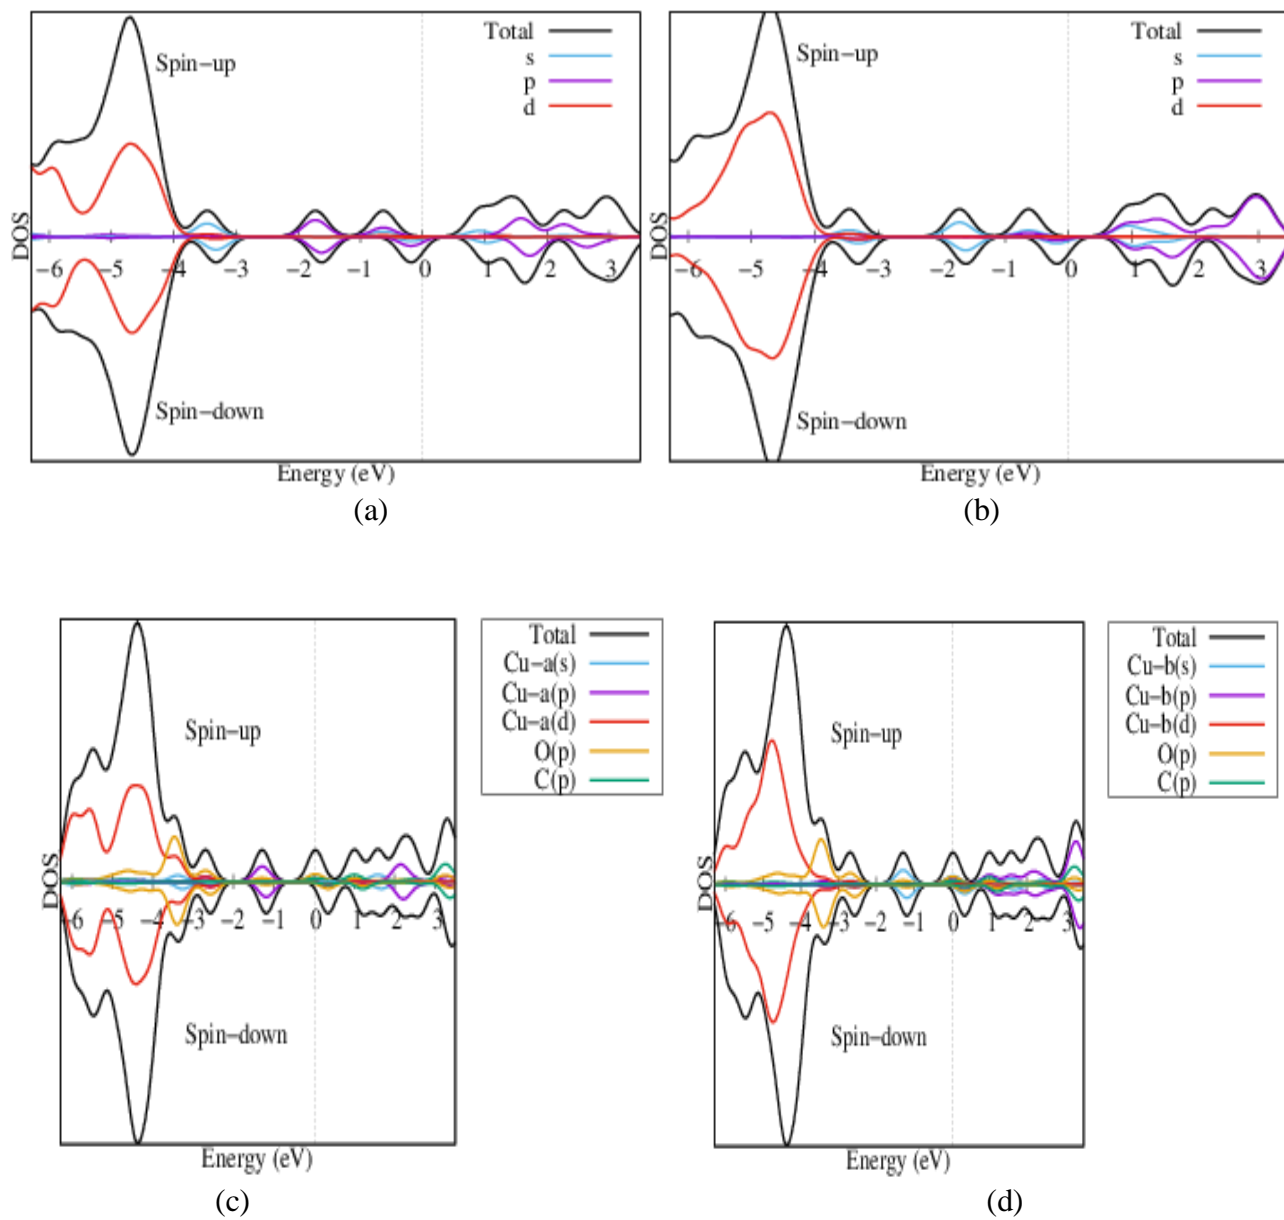 Total
s
p
d
Spin−up
DOS
−6 −5 −4 −3 −2 −1 0 1 2 3
Spin−down
Energy (eV)
(a)
Total
s
p
d
Spin−up
DOS
−6 −5 −4 −3 −2 −1 0 1 2 3
Spin−down
Energy (eV)
(b)
Total
Cu−a(s)
Cu−a(p)
Cu−a(d)
O(p)
C(p)
Spin−up
DOS
−6 −5 −4 −3 −2 −1 0 1 2 3
Spin−down
Energy (eV)
(c)
Total
Cu−b(s)
Cu−b(p)
Cu−b(d)
O(p)
C(p)
Spin−up
DOS
−6 −5 −4 −3 −2 −1 0 1 2 3
Spin−down
Energy (eV)
(d)